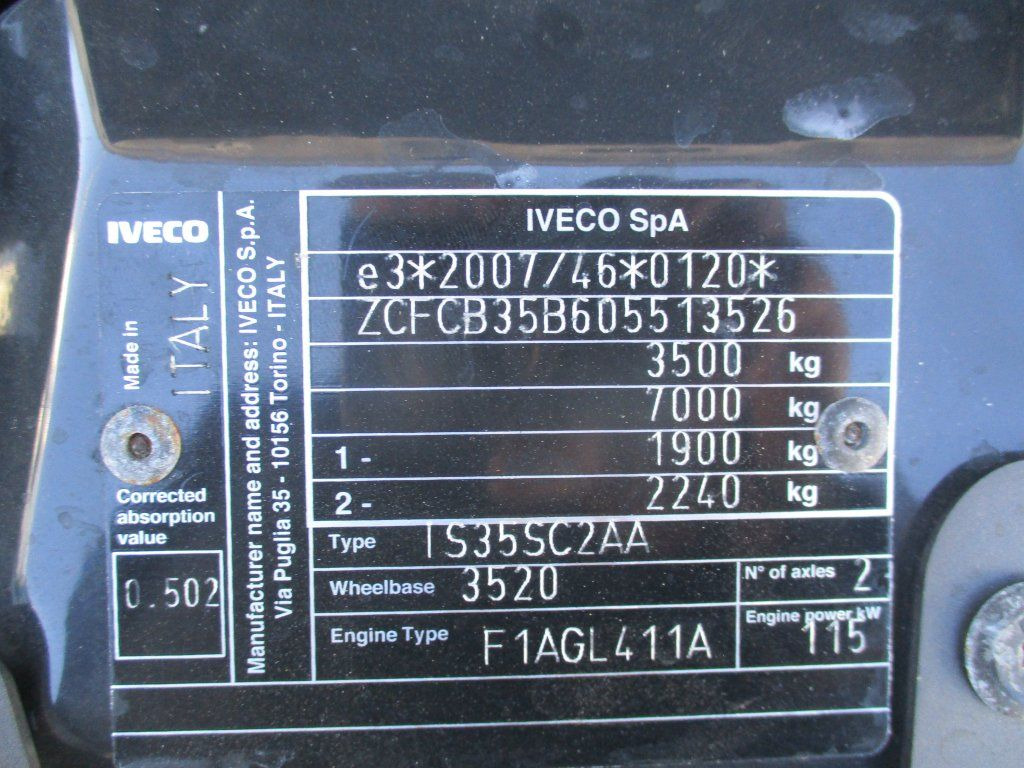 IVECO
Made in ITALY
Corrected
absorption
value
0.502
Manufacturer name and address: IVECO S.p.A.
Via Puglia 35 - 10156 Torino - ITALY
IVECO SpA
e3*2007/46*0120*
ZCFCB35B605513526
3500 kg
7000 kg
1 - 1900 kg
2 - 2240 kg
Type IS35SC2AA
Wheelbase 3520
N° of axles 2
Engine Type F1AGL411A
Engine power kW
115